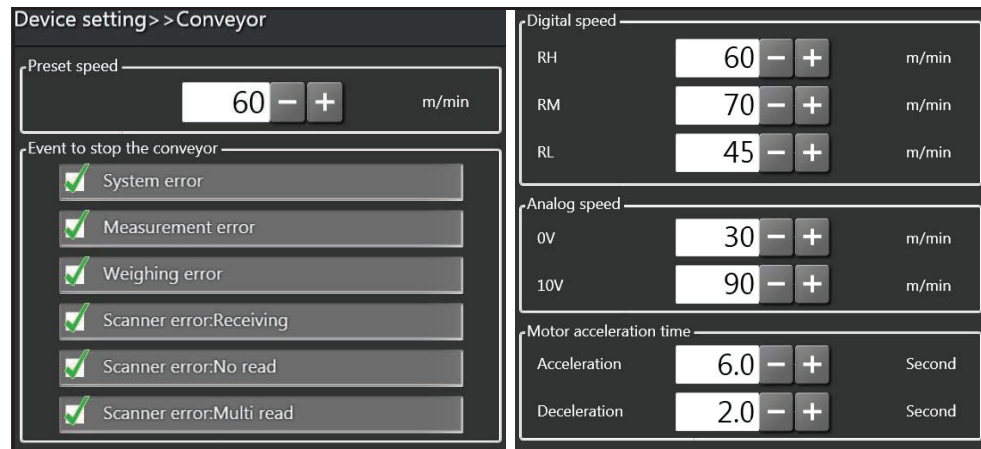 Device setting>>Conveyor
Preset speed
60 − + m/min
Event to stop the conveyor
System error
Measurement error
Weighing error
Scanner error:Receiving
Scanner error:No read
Scanner error:Multi read
Digital speed
RH 60 − + m/min
RM 70 − + m/min
RL 45 − + m/min
Analog speed
0V 30 − + m/min
10V 90 − + m/min
Motor acceleration time
Acceleration 6.0 − + Second
Deceleration 2.0 − + Second